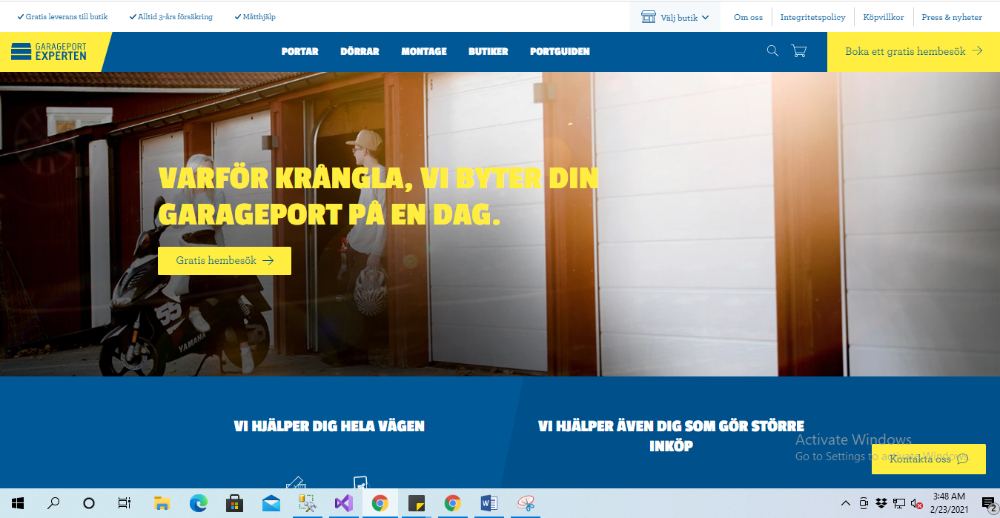 Gratis leverans till butik
Alltid 3-års försäkring
Måtthjälp
Välj butik
Om oss
Integritetspolicy
Köpvillkor
Press & nyheter
GARAGEPORT
EXPERTEN
PORTAR
DÖRRAR
MONTAGE
BUTIKER
PORTGUIDEN
Boka ett gratis hembesök
VARFÖR KRÅNGLA, VI BYTER DIN
GARAGEPORT PÅ EN DAG.
Gratis hembesök
YAMAHA
VI HJÄLPER DIG HELA VÄGEN
VI HJÄLPER ÄVEN DIG SOM GÖR STÖRRE
INKÖP
Activate Windows
Go to Settings to activate Windows.
Kontakta oss
3:48 AM
2/23/2021
2